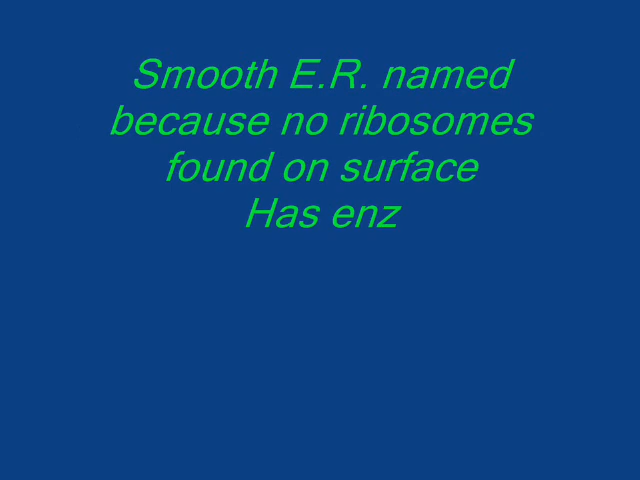 Smooth E.R. named
because no ribosomes
found on surface
Has enz